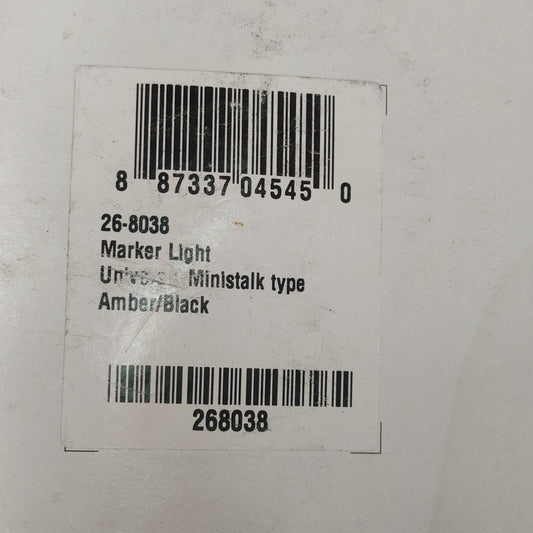 8 87337 04545 0
26-8038
Marker Light
Ministalk type
Amber/Black
268038